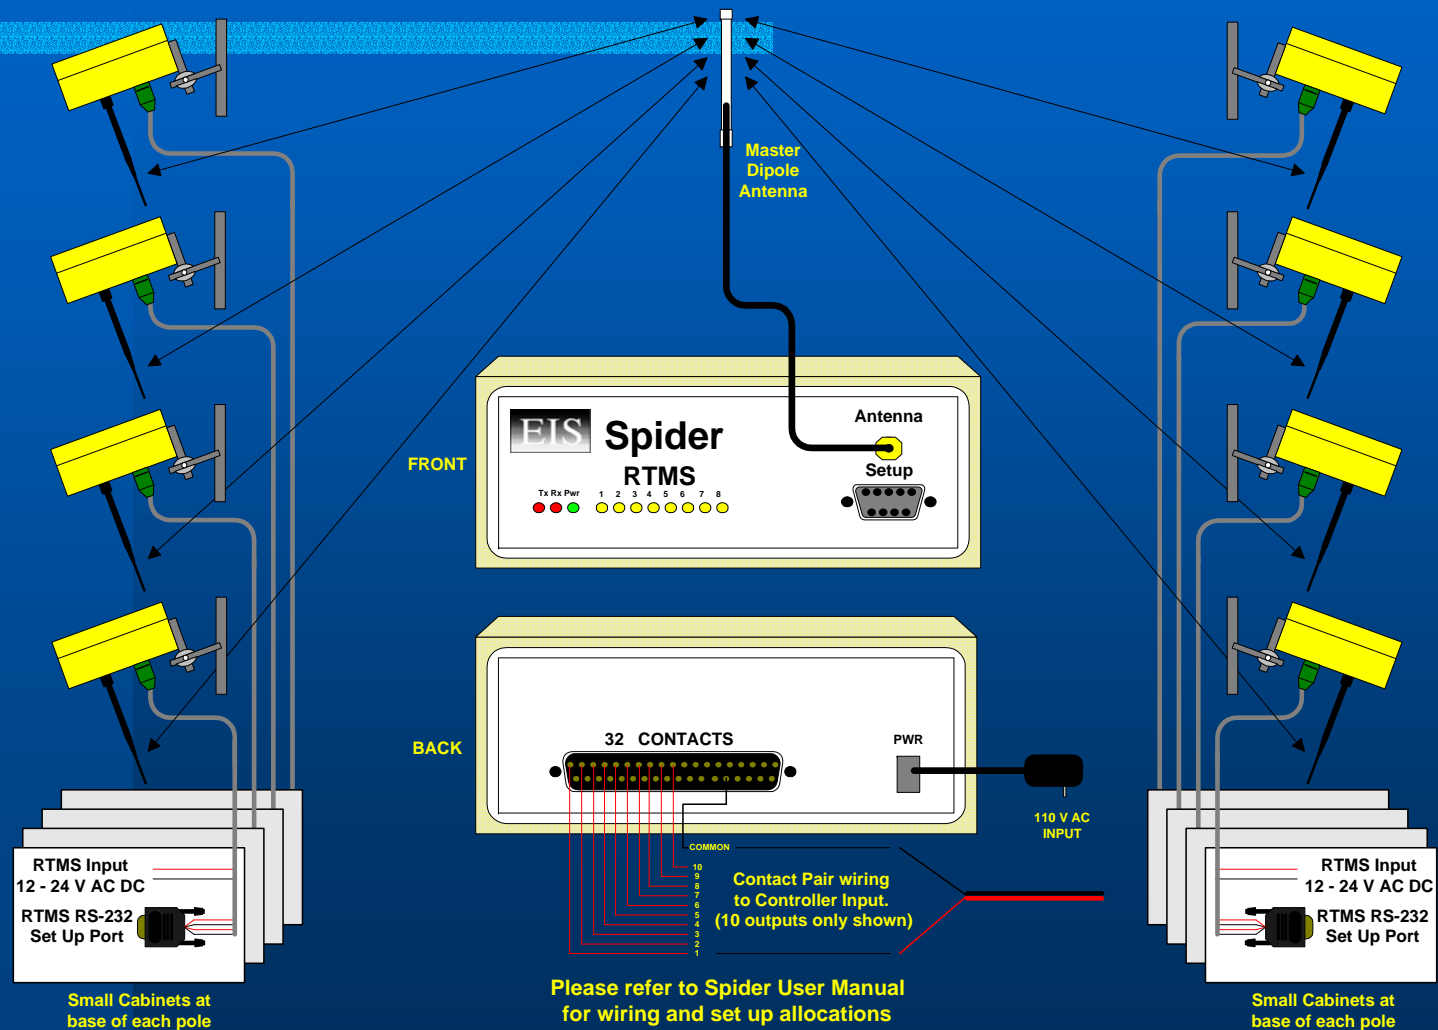 Master
Dipole
Antenna
FRONT
EIS
Spider
RTMS
Tx Rx Pwr 1 2 3 4 5 6 7 8
Antenna
Setup
BACK
32 CONTACTS
PWR
110 V AC
INPUT
COMMON
10
9
8
7
6
5
4
3
2
1
Contact Pair wiring
to Controller Input.
(10 outputs only shown)
RTMS Input
12 - 24 V AC DC
RTMS RS-232
Set Up Port
Small Cabinets at
base of each pole
RTMS Input
12 - 24 V AC DC
RTMS RS-232
Set Up Port
Small Cabinets at
base of each pole
Please refer to Spider User Manual
for wiring and set up allocations